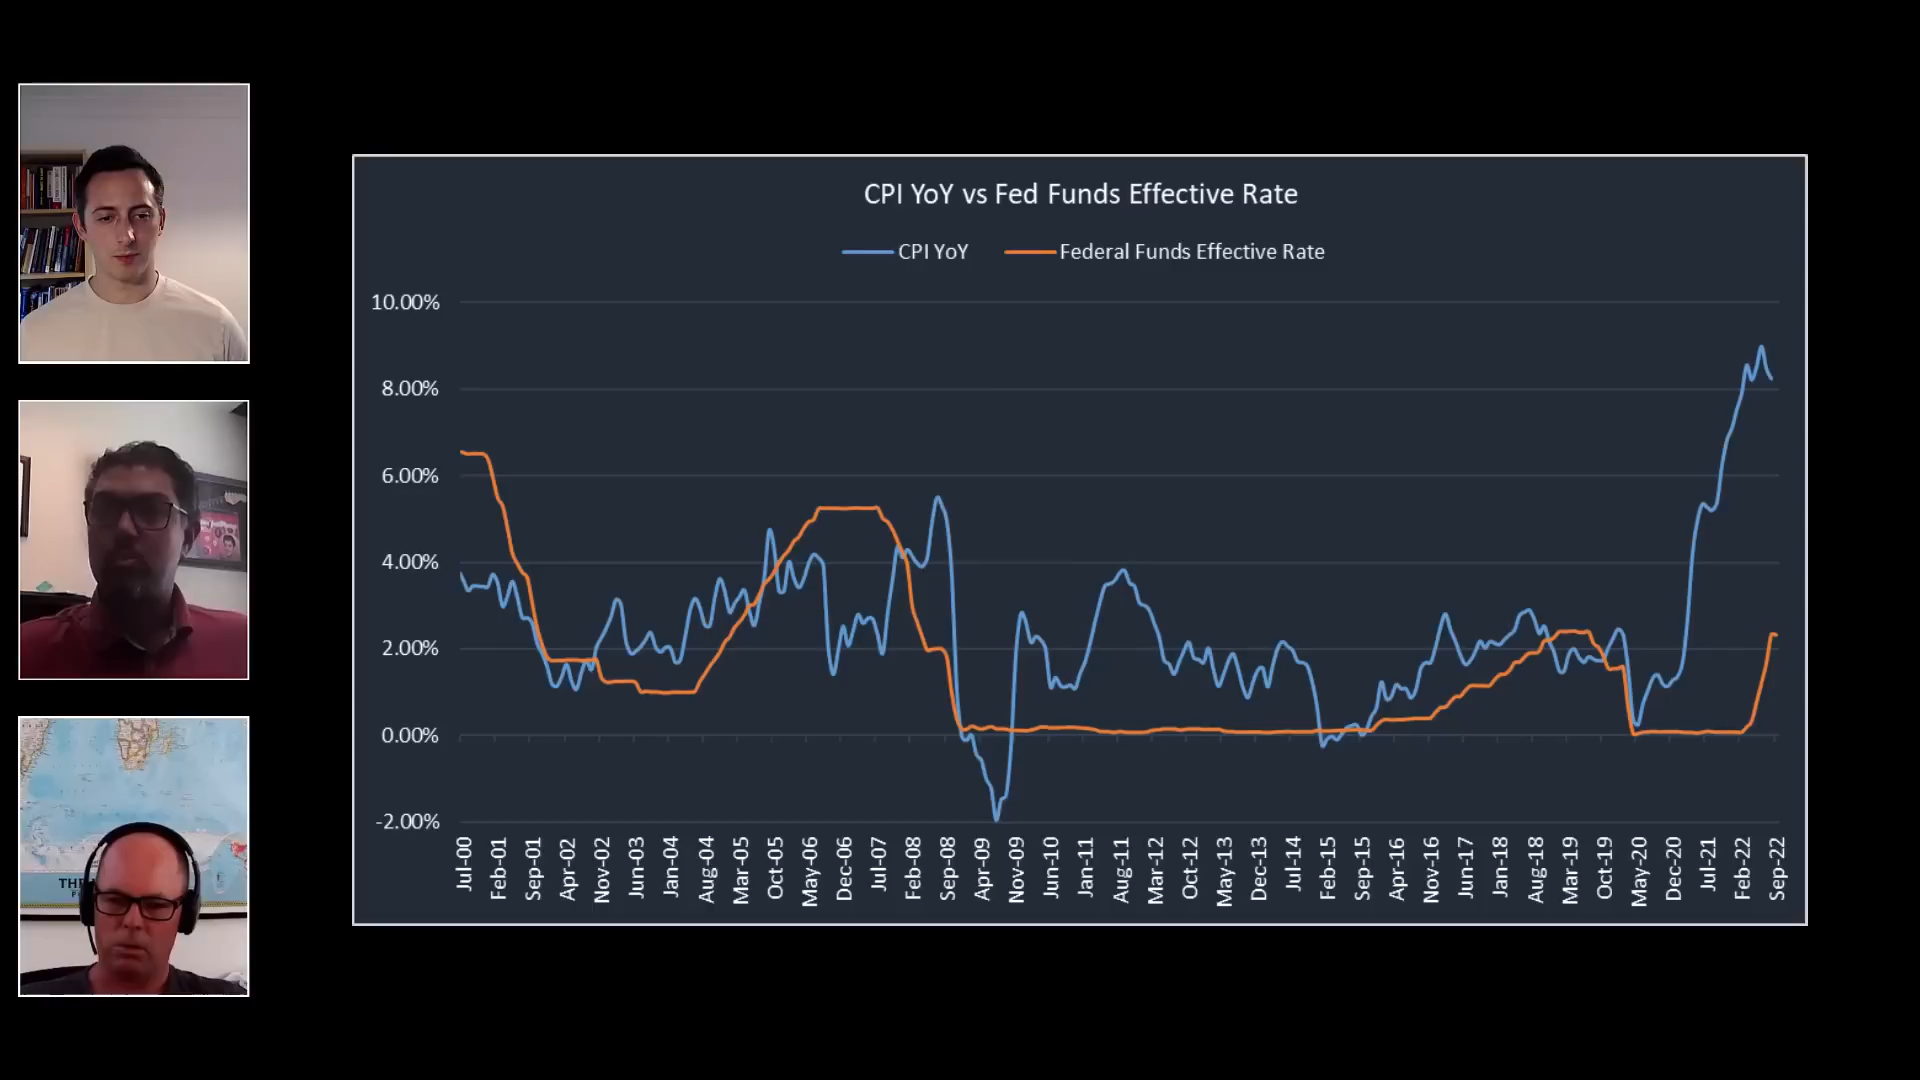 CPI YoY vs Fed Funds Effective Rate
CPI YoY Federal Funds Effective Rate
10.00%
8.00%
6.00%
4.00%
2.00%
0.00%
-2.00%
Jul-00 Feb-01 Sep-01 Apr-02 Nov-02 Jun-03 Jan-04 Aug-04 Mar-05 Oct-05 May-06 Dec-06 Jul-07 Feb-08 Sep-08 Apr-09 Nov-09 Jun-10 Jan-11 Aug-11 Mar-12 Oct-12 May-13 Dec-13 Jul-14 Feb-15 Sep-15 Apr-16 Nov-16 Jun-17 Jan-18 Aug-18 Mar-19 Oct-19 May-20 Dec-20 Jul-21 Feb-22 Sep-22